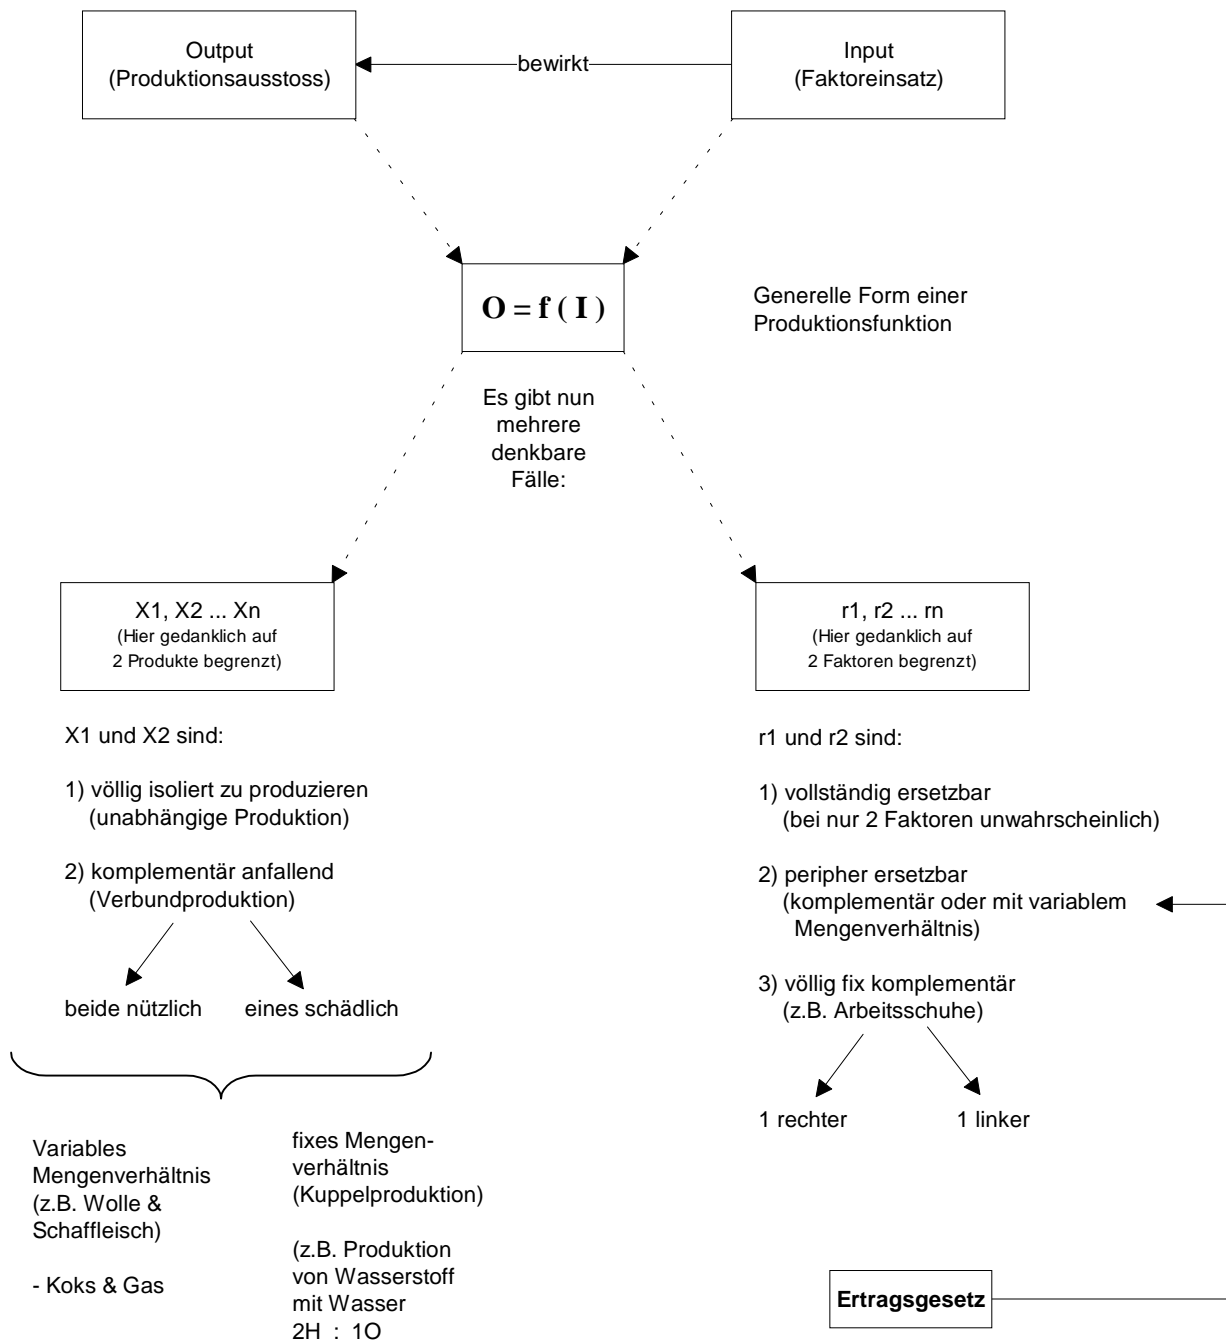 Output
(Produktionsausstoss)
bewirkt
Input
(Faktoreinsatz)
O = f ( I )
Generelle Form einer
Produktionsfunktion
Es gibt nun
mehrere
denkbare
Fälle:
X1, X2 ... Xn
(Hier gedanklich auf
2 Produkte begrenzt)
r1, r2 ... rn
(Hier gedanklich auf
2 Faktoren begrenzt)
X1 und X2 sind:
1) völlig isoliert zu produzieren
(unabhängige Produktion)
2) komplementär anfallend
(Verbundproduktion)
beide nützlich
eines schädlich
Variables
Mengenverhältnis
(z.B. Wolle &
Schaffleisch)
- Koks & Gas
fixes Mengen-
verhältnis
(Kuppelproduktion)
(z.B. Produktion
von Wasserstoff
mit Wasser
2H : 1O
r1 und r2 sind:
1) vollständig ersetzbar
(bei nur 2 Faktoren unwahrscheinlich)
2) peripher ersetzbar
(komplementär oder mit variablem
Mengenverhältnis)
3) völlig fix komplementär
(z.B. Arbeitsschuhe)
1 rechter
1 linker
Ertragsgesetz